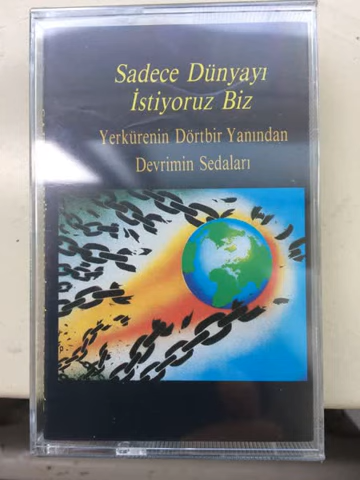 Sadece Dünyayı
İstiyoruz Biz
Yerkürenin Dörtbir Yanından
Devrimin Sedaları